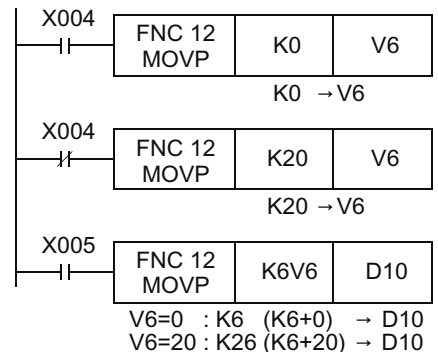 X004
FNC 12 MOVP K0 V6
K0 → V6
X004
FNC 12 MOVP K20 V6
K20 → V6
X005
FNC 12 MOVP K6V6 D10
V6=0 : K6 (K6+0) → D10
V6=20 : K26 (K6+20) → D10